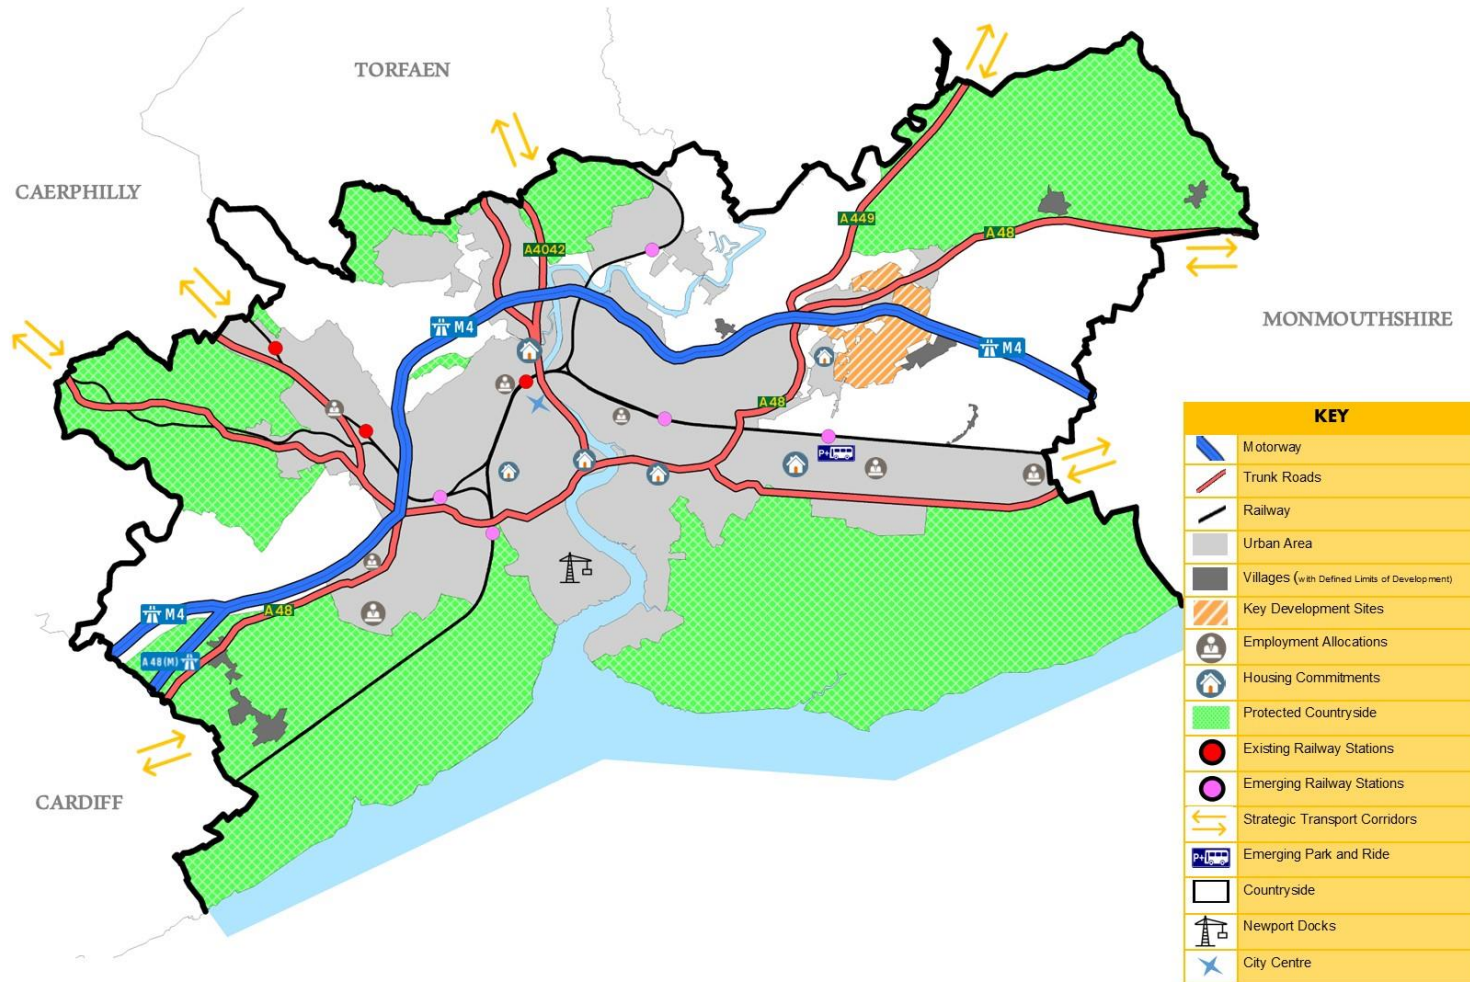 TORFAEN
CAERPHILLY
A449
A48
A4042
M4
MONMOUTHSHIRE
M4
A48
P+
M4
A48
A48(M)
CARDIFF
KEY
Motorway
Trunk Roads
Railway
Urban Area
Villages (with Defined Limits of Development)
Key Development Sites
Employment Allocations
Housing Commitments
Protected Countryside
Existing Railway Stations
Emerging Railway Stations
Strategic Transport Corridors
P+ Emerging Park and Ride
Countryside
Newport Docks
City Centre